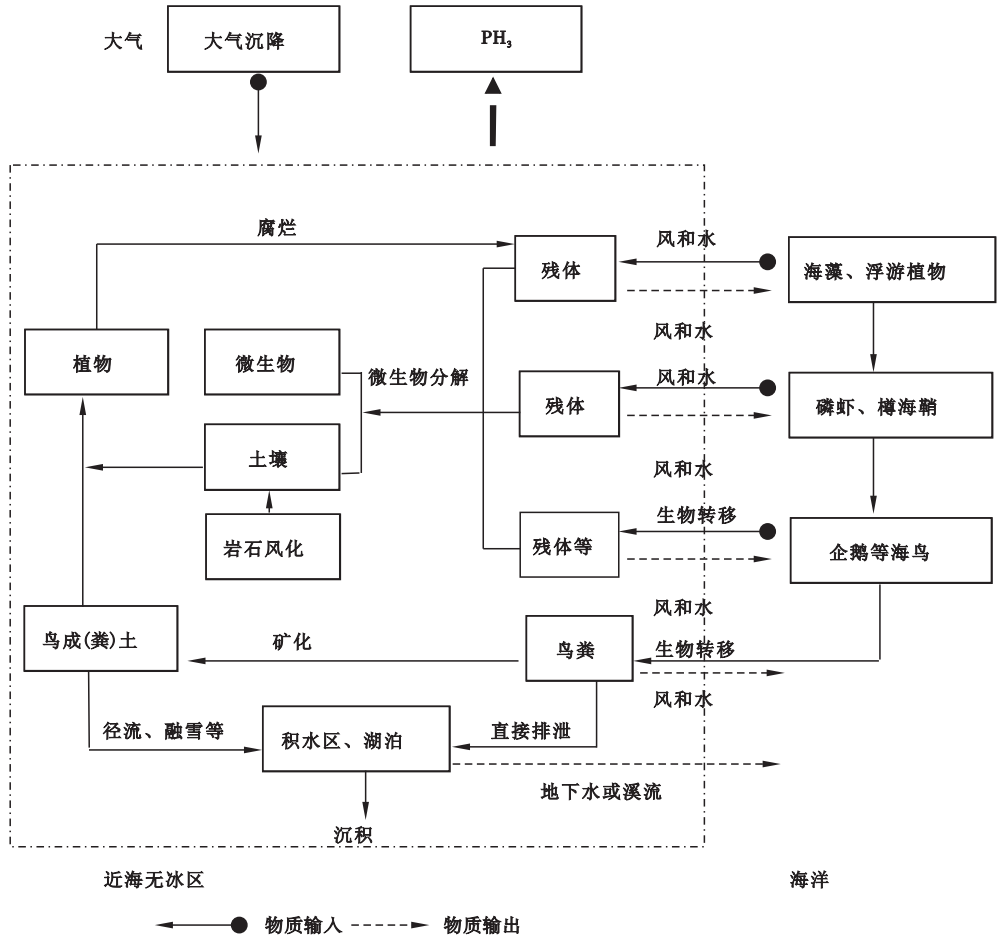 大气
大气沉降
PH₃
腐烂
残体
风和水
海藻、浮游植物
风和水
植物
微生物
微生物分解
残体
风和水
磷虾、樽海鞘
土壤
风和水
岩石风化
残体等
生物转移
企鹅等海鸟
风和水
鸟成(粪)土
矿化
鸟粪
生物转移
风和水
径流、融雪等
积水区、湖泊
直接排泄
地下水或溪流
沉积
近海无冰区
海洋
物质输入
物质输出